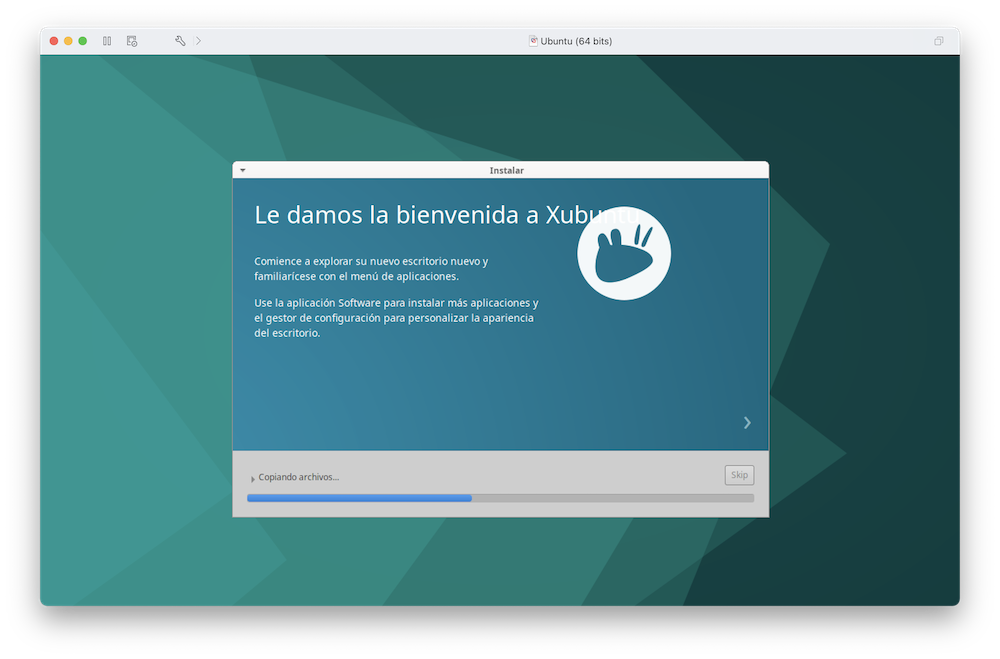 Ubuntu (64 bits)
Instalar
Le damos la bienvenida a Xubuntu
Comience a explorar su nuevo escritorio nuevo y
familiarícese con el menú de aplicaciones.
Use la aplicación Software para instalar más aplicaciones y
el gestor de configuración para personalizar la apariencia
del escritorio.
Copiando archivos...
Skip